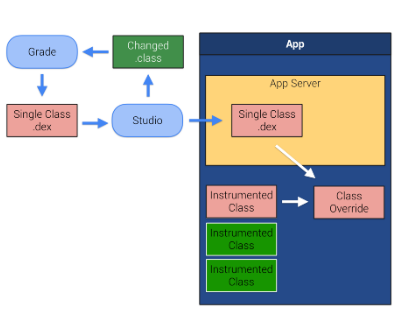 Grade
Changed
.class
App
App Server
Single Class
.dex
Studio
Single Class
.dex
Instrumented
Class
Class
Override
Instrumented
Class
Instrumented
Class